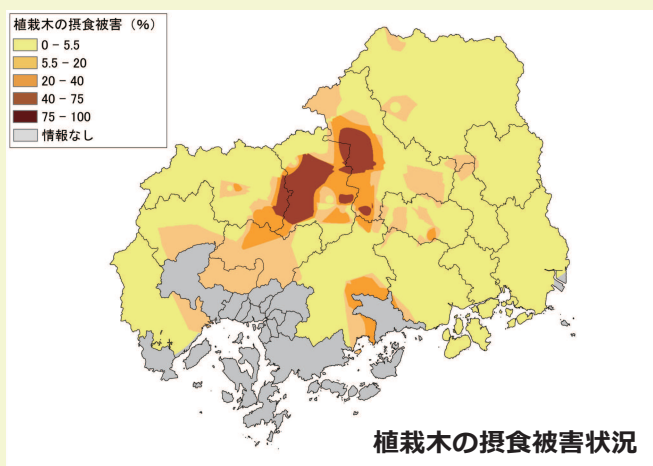 植栽木の摂食被害（%）
0 – 5.5
5.5 – 20
20 – 40
40 – 75
75 – 100
情報なし
植栽木の摂食被害状況